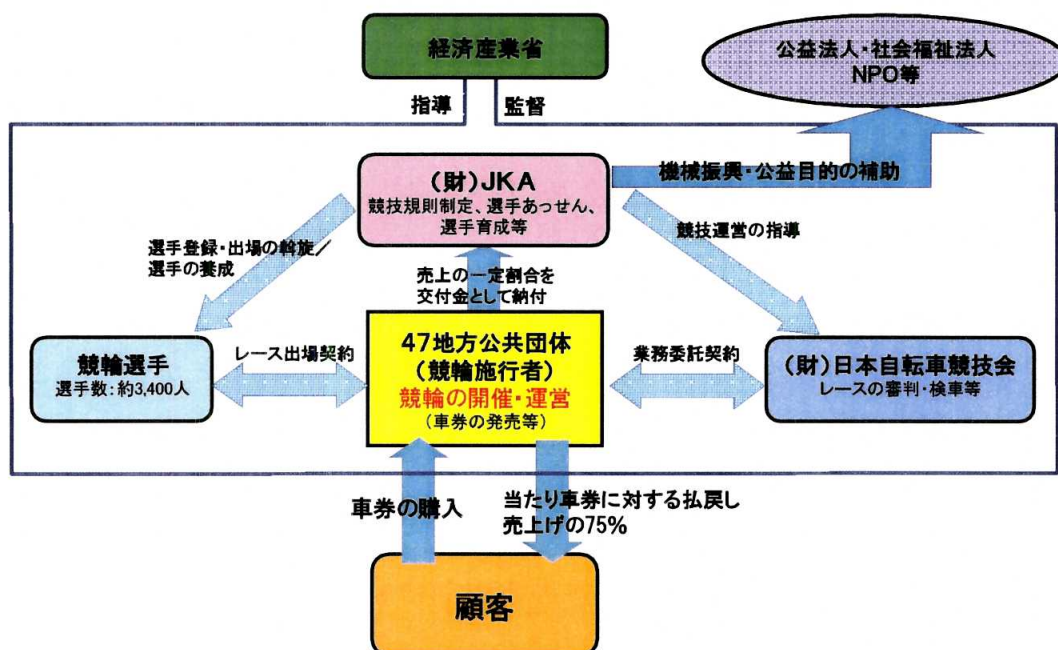 経済産業省
公益法人・社会福祉法人
NPO等
指導
監督
(財)JKA
競技規則制定、選手あっせん、
選手育成等
機械振興・公益目的の補助
選手登録・出場の斡旋/
選手の養成
競技運営の指導
売上の一定割合を
交付金として納付
競輪選手
選手数:約3,400人
レース出場契約
47地方公共団体
(競輪施行者)
競輪の開催・運営
(車券の発売等)
業務委託契約
(財)日本自転車競技会
レースの審判・検車等
車券の購入
当たり車券に対する払戻し
売上げの75%
顧客